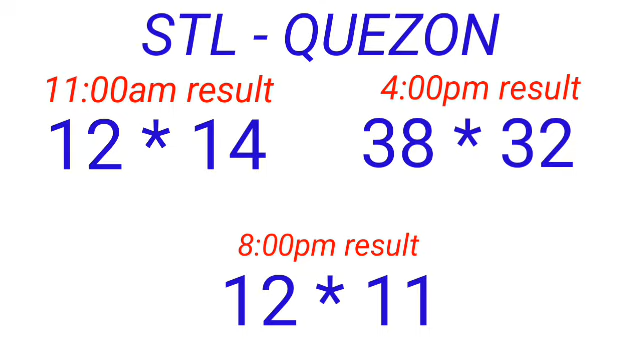 STL - QUEZON
11:00am result
12 * 14
4:00pm result
38 * 32
8:00pm result
12 * 11